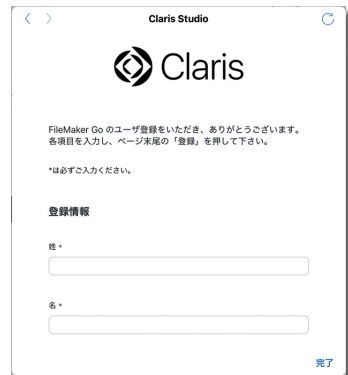 Claris Studio
Claris
FileMaker Go のユーザ登録をいただき、ありがとうございます。
各項目を入力し、ページ末尾の「登録」を押して下さい。
*は必ずご入力ください。
登録情報
姓 *
名 *
完了